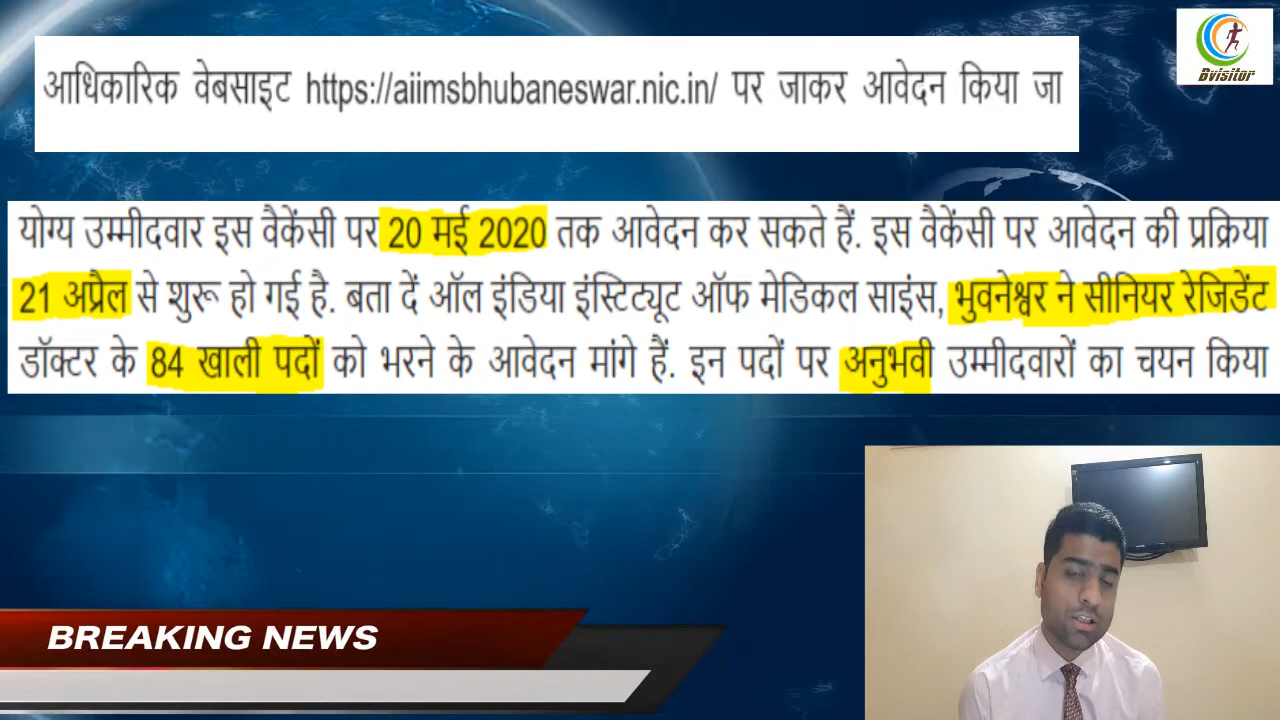 Bvisitor
आधिकारिक वेबसाइट https://aiimsbhubaneswar.nic.in/ पर जाकर आवेदन किया जा
योग्य उम्मीदवार इस वैकेंसी पर 20 मई 2020 तक आवेदन कर सकते हैं. इस वैकेंसी पर आवेदन की प्रक्रिया
21 अप्रैल से शुरू हो गई है. बता दें ऑल इंडिया इंस्टिट्यूट ऑफ मेडिकल साइंस, भुवनेश्वर ने सीनियर रेजिडेंट
डॉक्टर के 84 खाली पदों को भरने के आवेदन मांगे हैं. इन पदों पर अनुभवी उम्मीदवारों का चयन किया
BREAKING NEWS